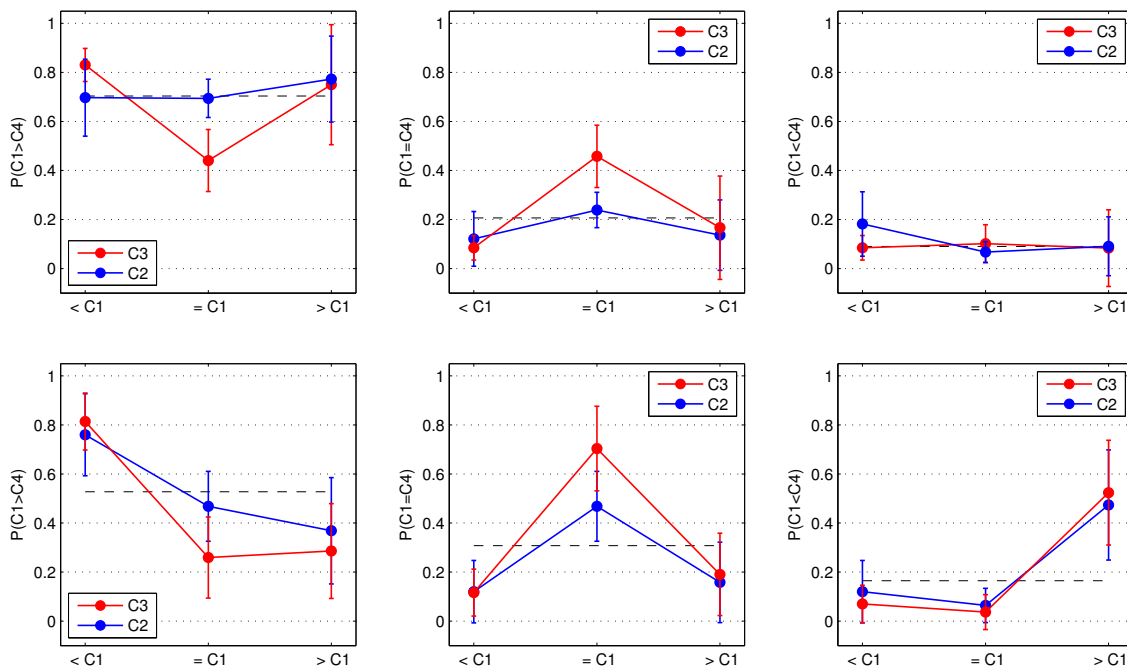 1
0.8
0.6
0.4
0.2
0
P(C1>C4)
C3
C2
< C1
= C1
> C1
1
0.8
0.6
0.4
0.2
0
P(C1=C4)
C3
C2
< C1
= C1
> C1
1
0.8
0.6
0.4
0.2
0
P(C1<C4)
C3
C2
< C1
= C1
> C1
1
0.8
0.6
0.4
0.2
0
P(C1>C4)
C3
C2
< C1
= C1
> C1
1
0.8
0.6
0.4
0.2
0
P(C1=C4)
C3
C2
< C1
= C1
> C1
1
0.8
0.6
0.4
0.2
0
P(C1<C4)
C3
C2
< C1
= C1
> C1